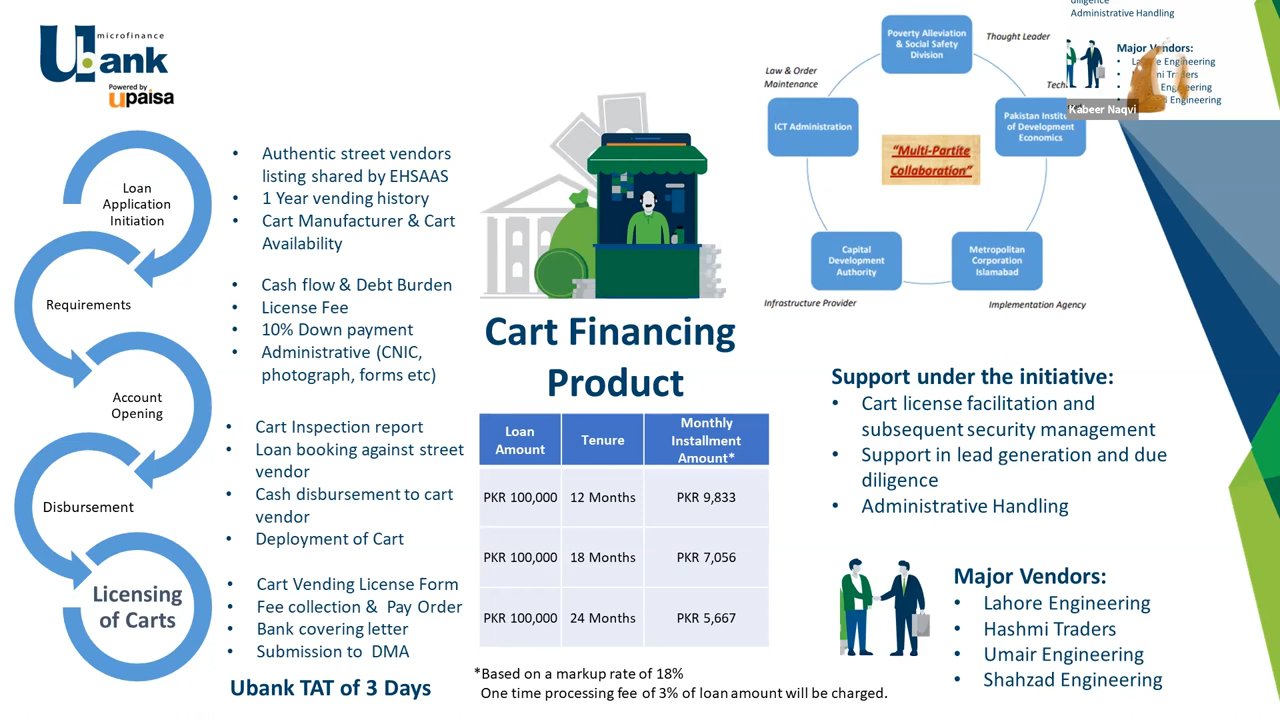 microfinance
Ubank
Powered by
upaisa
Loan
Application
Initiation
• Authentic street vendors
listing shared by EHSAAS
• 1 Year vending history
• Cart Manufacturer & Cart
Availability
Requirements
• Cash flow & Debt Burden
• License Fee
• 10% Down payment
• Administrative (CNIC,
photograph, forms etc)
Account
Opening
• Cart Inspection report
• Loan booking against street
vendor
Disbursement
• Cash disbursement to cart
vendor
• Deployment of Cart
Licensing
of Carts
• Cart Vending License Form
• Fee collection & Pay Order
• Bank covering letter
• Submission to DMA
Ubank TAT of 3 Days
Cart Financing
Product
Loan Amount Tenure Monthly Installment Amount*
PKR 100,000 12 Months PKR 9,833
PKR 100,000 18 Months PKR 7,056
PKR 100,000 24 Months PKR 5,667
*Based on a markup rate of 18%
One time processing fee of 3% of loan amount will be charged.
Poverty Alleviation
& Social Safety
Division
Thought Leader
Law & Order
Maintenance
ICT Administration
"Multi-Partite
Collaboration"
Pakistan
of Development
Economics
Capital
Development
Authority
Metropolitan
Corporation
Islamabad
Infrastructure Provider
Implementation Agency
diligence
Administrative Handling
Major Vendors:
• Engineering
•
•
• Engineering
Kabeer Naqvi
Support under the initiative:
• Cart license facilitation and
subsequent security management
• Support in lead generation and due
diligence
• Administrative Handling
Major Vendors:
• Lahore Engineering
• Hashmi Traders
• Umair Engineering
• Shahzad Engineering